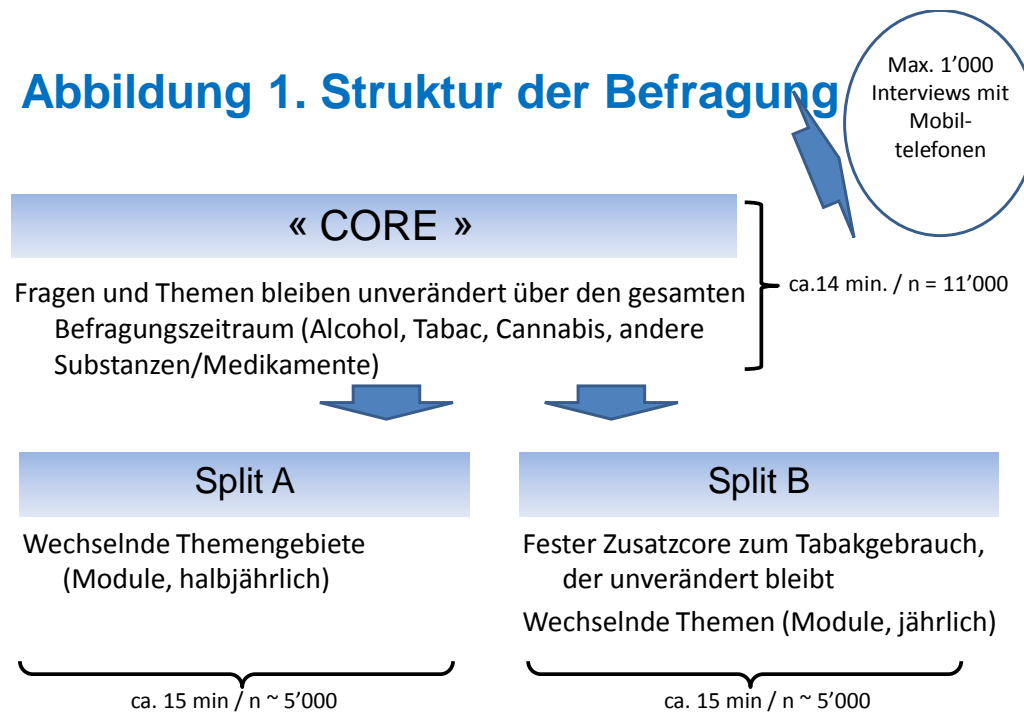 Abbildung 1. Struktur der Befragung
Max. 1’000
Interviews mit
Mobil-
telefonen
« CORE »
Fragen und Themen bleiben unverändert über den gesamten
Befragungszeitraum (Alcohol, Tabac, Cannabis, andere
Substanzen/Medikamente)
ca.14 min. / n = 11’000
Split A
Wechselnde Themengebiete
(Module, halbjährlich)
ca. 15 min / n ~ 5’000
Split B
Fester Zusatzcore zum Tabakgebrauch,
der unverändert bleibt
Wechselnde Themen (Module, jährlich)
ca. 15 min / n ~ 5’000